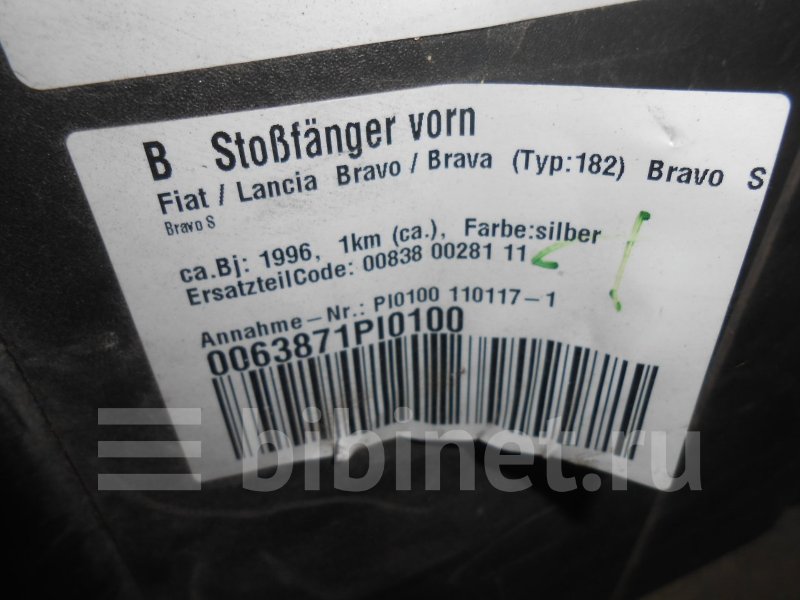 B Stoßfänger vorn
Fiat / Lancia Bravo / Brava (Typ:182) Bravo S
Bravo S
ca.Bj: 1996, 1km (ca.), Farbe:silber
ErsatzteilCode: 00838 00281 11
Annahme-Nr.: PI0100 110117-1
0063871PI0100
bibinet.ru